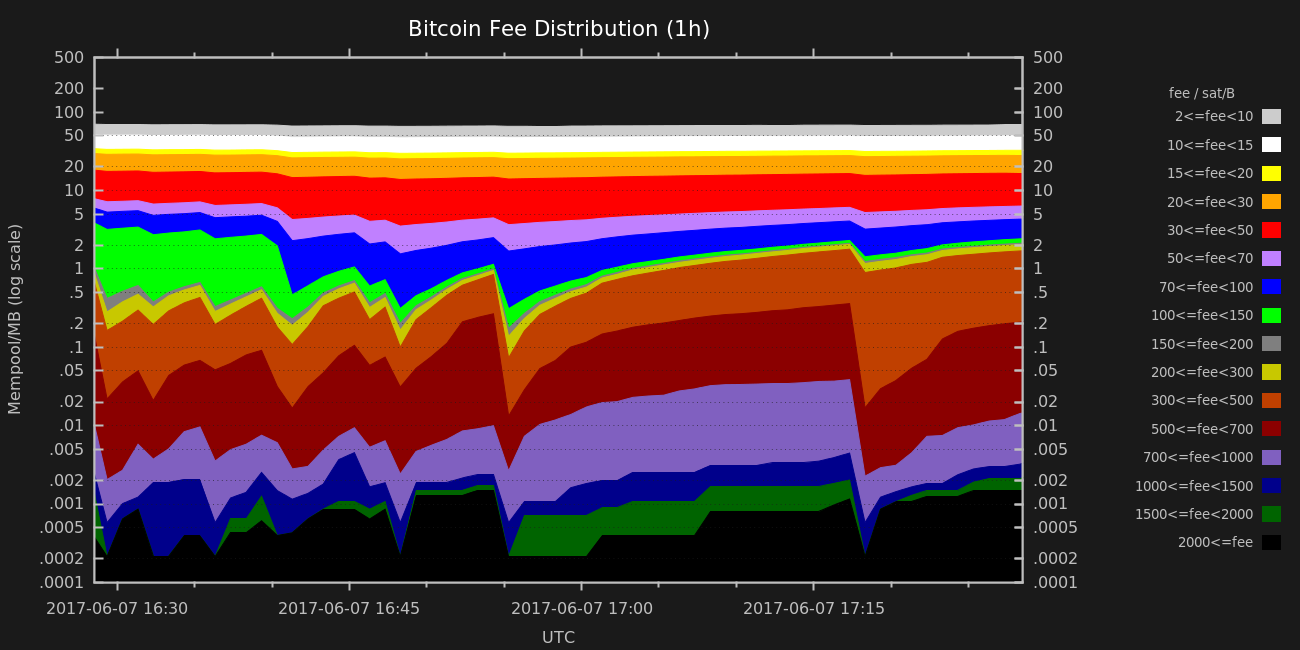 Bitcoin Fee Distribution (1h)
500
200
100
50
20
10
5
2
1
.5
.2
.1
.05
.02
.01
.005
.002
.001
.0005
.0002
.0001
Mempool/MB (log scale)
500
200
100
50
20
10
5
2
1
.5
.2
.1
.05
.02
.01
.005
.002
.001
.0005
.0002
.0001
2017-06-07 16:30 2017-06-07 16:45 2017-06-07 17:00 2017-06-07 17:15
UTC
fee / sat/B
2<=fee<10
10<=fee<15
15<=fee<20
20<=fee<30
30<=fee<50
50<=fee<70
70<=fee<100
100<=fee<150
150<=fee<200
200<=fee<300
300<=fee<500
500<=fee<700
700<=fee<1000
1000<=fee<1500
1500<=fee<2000
2000<=fee